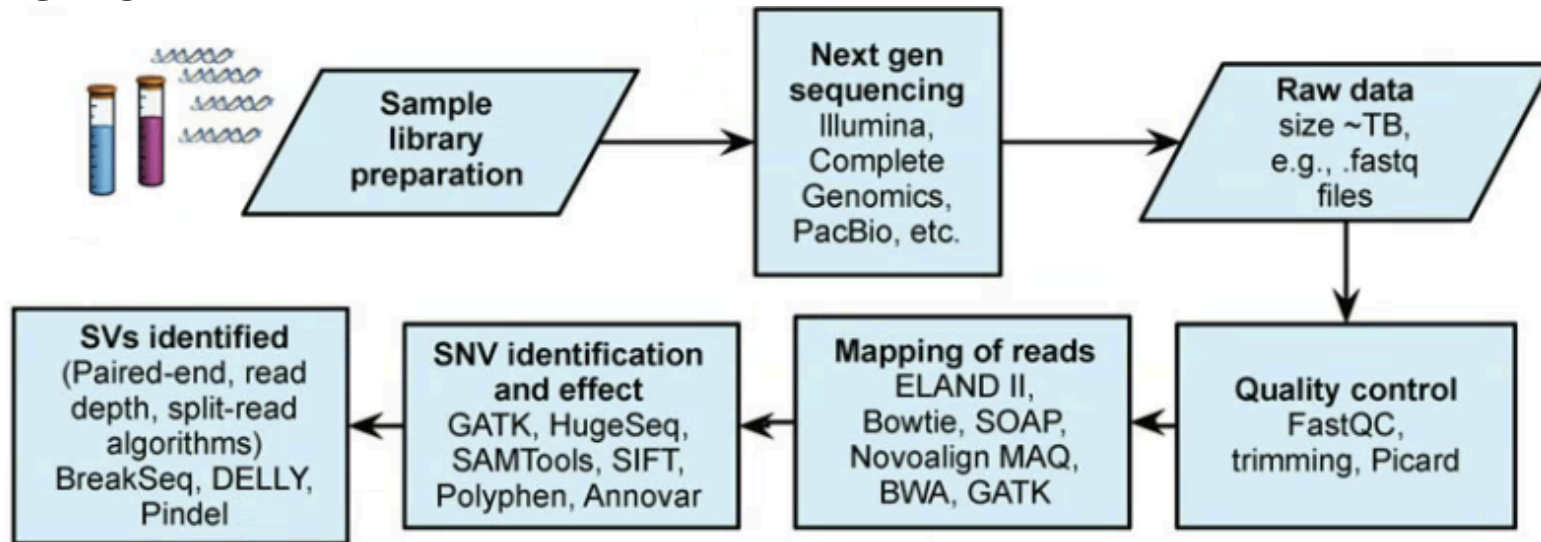 Sample
library
preparation
Next gen
sequencing
Illumina,
Complete
Genomics,
PacBio, etc.
Raw data
size ~TB,
e.g., .fastq
files
Quality control
FastQC,
trimming, Picard
Mapping of reads
ELAND II,
Bowtie, SOAP,
Novoalign MAQ,
BWA, GATK
SNV identification
and effect
GATK, HugeSeq,
SAMTools, SIFT,
Polyphen, Annovar
SVs identified
(Paired-end, read
depth, split-read
algorithms)
BreakSeq, DELLY,
Pindel